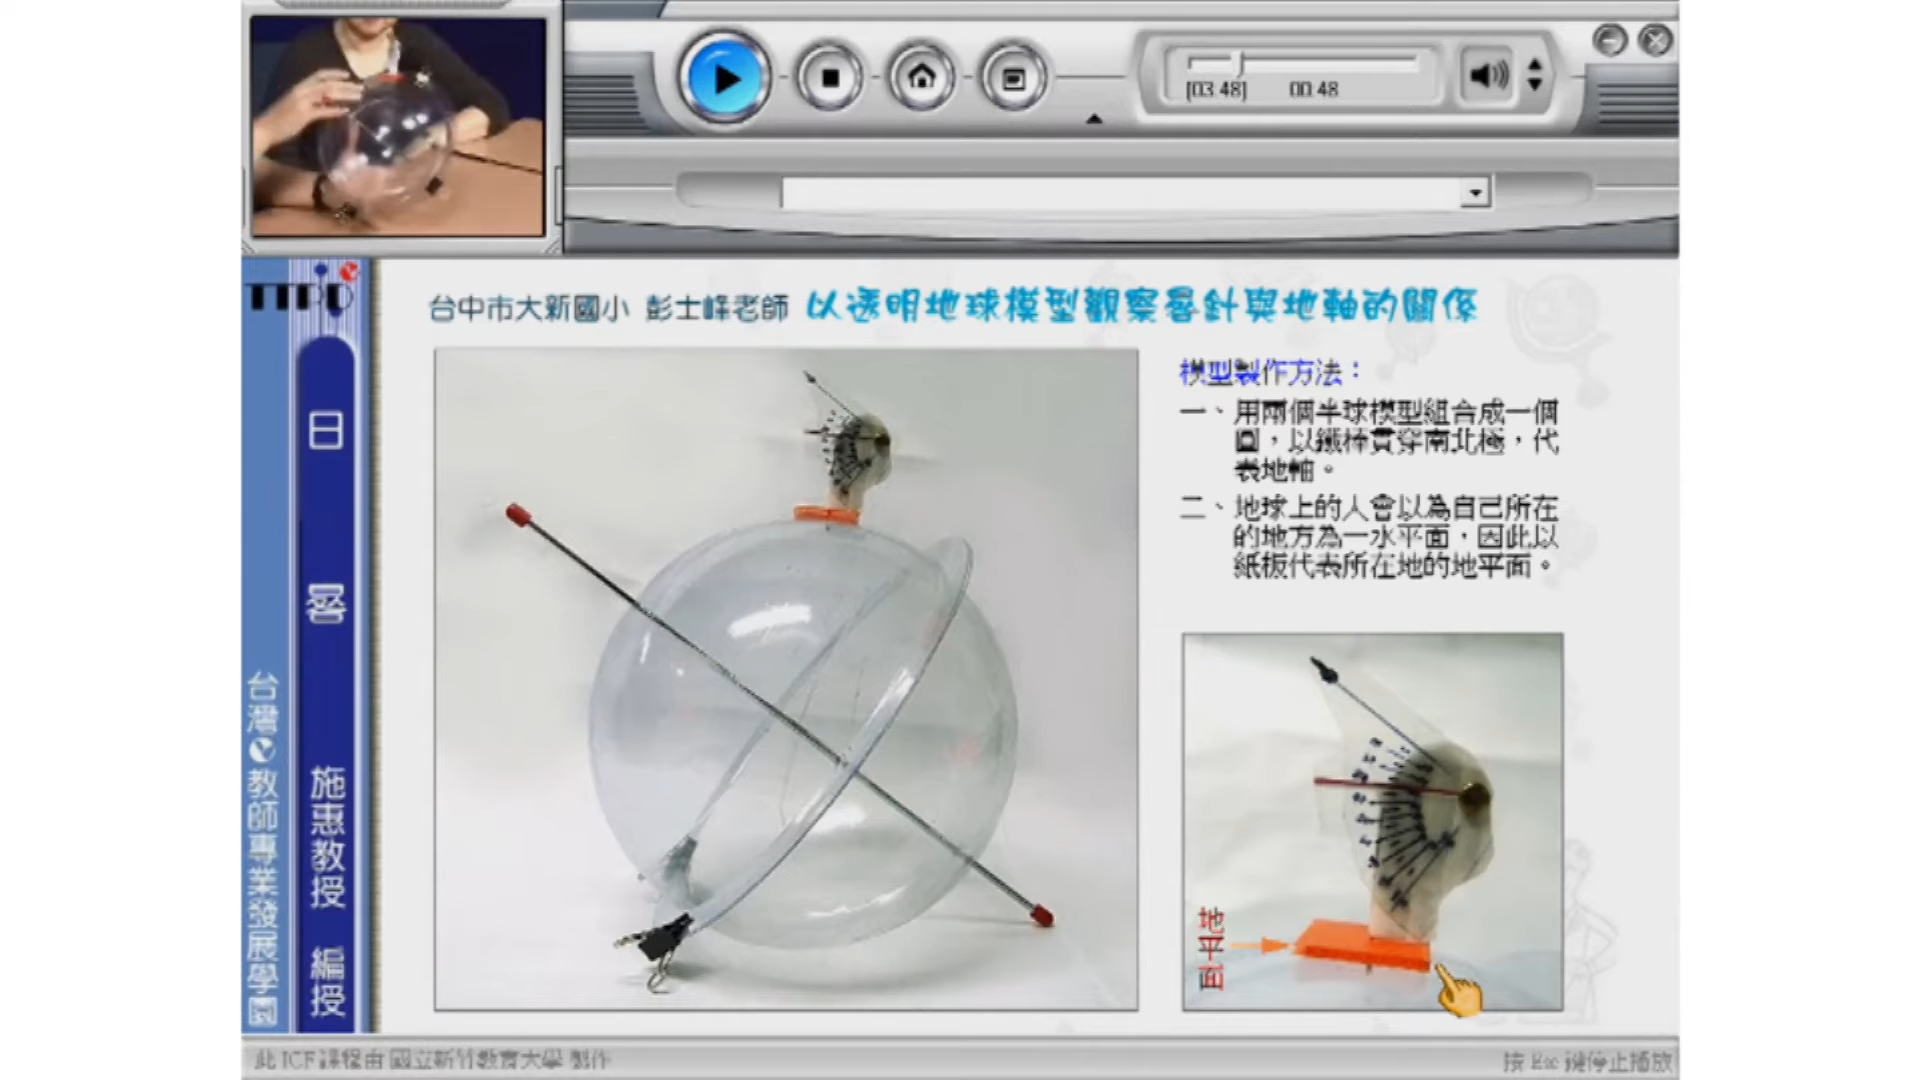 [03 48] 00 48
TTPD
台中市大新國小 彭士峰老師 以透明地球模型觀察晷針與地軸的關係
模型製作方法：
一、用兩個半球模型組合成一個
圓，以鐵棒貫穿南北極，代
表地軸。
二、地球上的人會以為自己所在
的地方為一水平面，因此以
紙板代表所在地的地平面。
日晷
施惠教授 編授
台灣教師專業發展學園
地平面
此 ICF 課程由 國立新竹教育大學 製作
按 Esc 鍵停止播放